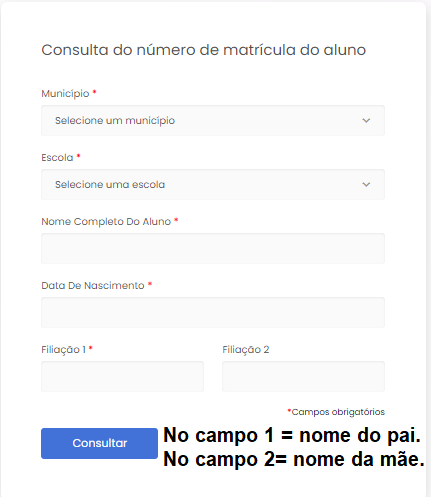 Consulta do número de matrícula do aluno
Município *
Selecione um município
Escola *
Selecione uma escola
Nome Completo Do Aluno *
Data De Nascimento *
Filiação 1 *
Filiação 2
*Campos obrigatórios
Consultar
No campo 1 = nome do pai.
No campo 2= nome da mãe.